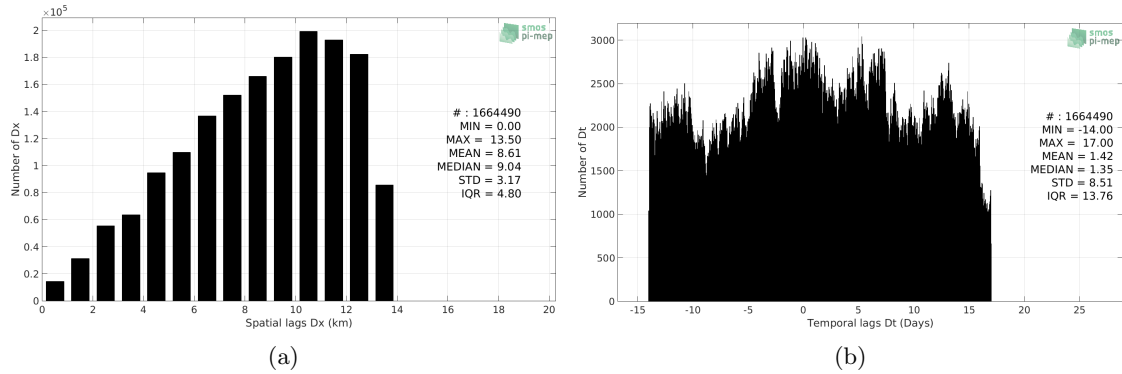 ×10⁵
2
1.8
1.6
1.4
1.2
1
0.8
0.6
0.4
0.2
0
Number of Dx
smos
pi-mep
# : 1664490
MIN = 0.00
MAX = 13.50
MEAN = 8.61
MEDIAN = 9.04
STD = 3.17
IQR = 4.80
0 2 4 6 8 10 12 14 16 18 20
Spatial lags Dx (km)
(a)
3000
2500
2000
1500
1000
500
0
Number of Dt
smos
pi-mep
# : 1664490
MIN = -14.00
MAX = 17.00
MEAN = 1.42
MEDIAN = 1.35
STD = 8.51
IQR = 13.76
-15 -10 -5 0 5 10 15 20 25
Temporal lags Dt (Days)
(b)